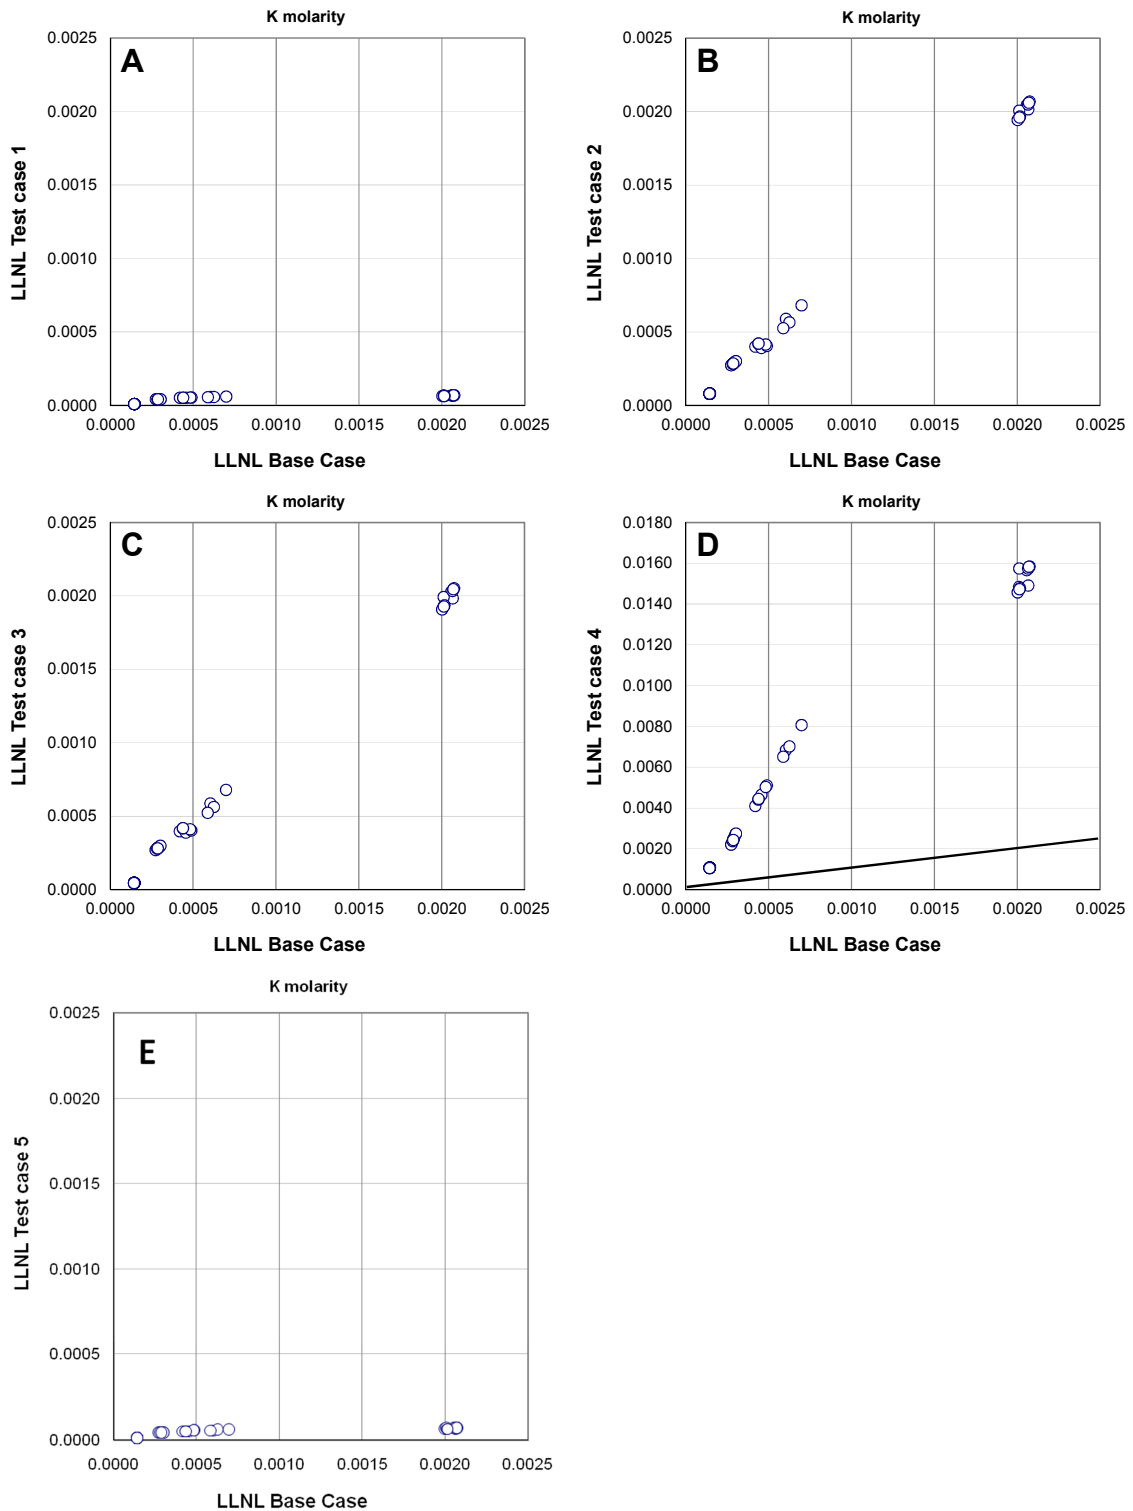 K molarity
A
0.0025
0.0020
0.0015
0.0010
0.0005
0.0000
LLNL Test case 1
0.0000 0.0005 0.0010 0.0015 0.0020 0.0025
LLNL Base Case
K molarity
B
0.0025
0.0020
0.0015
0.0010
0.0005
0.0000
LLNL Test case 2
0.0000 0.0005 0.0010 0.0015 0.0020 0.0025
LLNL Base Case
K molarity
C
0.0025
0.0020
0.0015
0.0010
0.0005
0.0000
LLNL Test case 3
0.0000 0.0005 0.0010 0.0015 0.0020 0.0025
LLNL Base Case
K molarity
D
0.0180
0.0160
0.0140
0.0120
0.0100
0.0080
0.0060
0.0040
0.0020
0.0000
LLNL Test case 4
0.0000 0.0005 0.0010 0.0015 0.0020 0.0025
LLNL Base Case
K molarity
E
0.0025
0.0020
0.0015
0.0010
0.0005
0.0000
LLNL Test case 5
0.0000 0.0005 0.0010 0.0015 0.0020 0.0025
LLNL Base Case